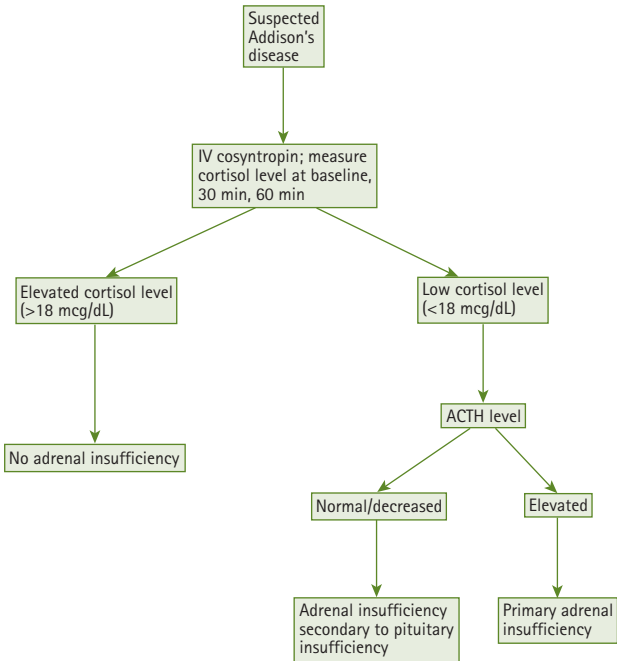 Suspected
Addison's
disease
IV cosyntropin; measure
cortisol level at baseline,
30 min, 60 min
Elevated cortisol level
(>18 mcg/dL)
Low cortisol level
(<18 mcg/dL)
No adrenal insufficiency
ACTH level
Normal/decreased
Elevated
Adrenal insufficiency
secondary to pituitary
insufficiency
Primary adrenal
insufficiency